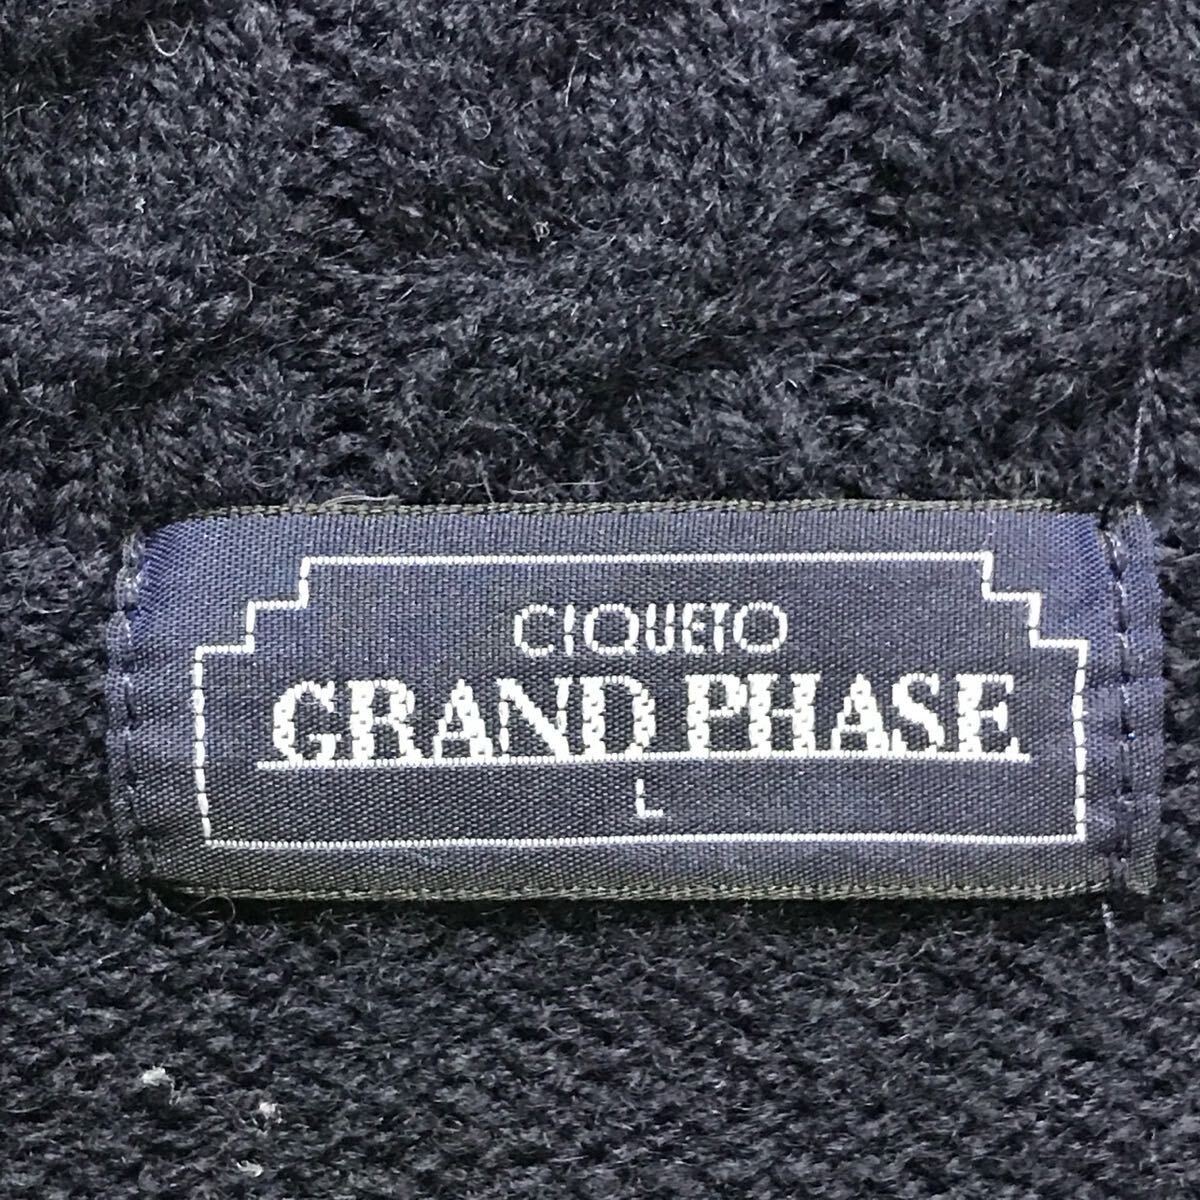 CIQUETO
GRAND PHASE
L